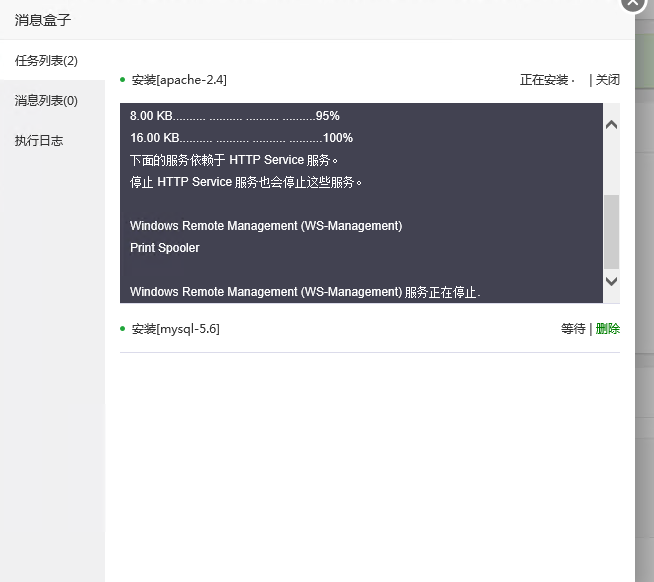 消息盒子
任务列表(2)
消息列表(0)
执行日志
安装[apache-2.4]
正在安装 · | 关闭
8.00 KB.......... .......... .......... ..........95%
16.00 KB.......... .......... .......... ..........100%
下面的服务依赖于 HTTP Service 服务。
停止 HTTP Service 服务也会停止这些服务。
Windows Remote Management (WS-Management)
Print Spooler
Windows Remote Management (WS-Management) 服务正在停止.
安装[mysql-5.6]
等待 | 删除